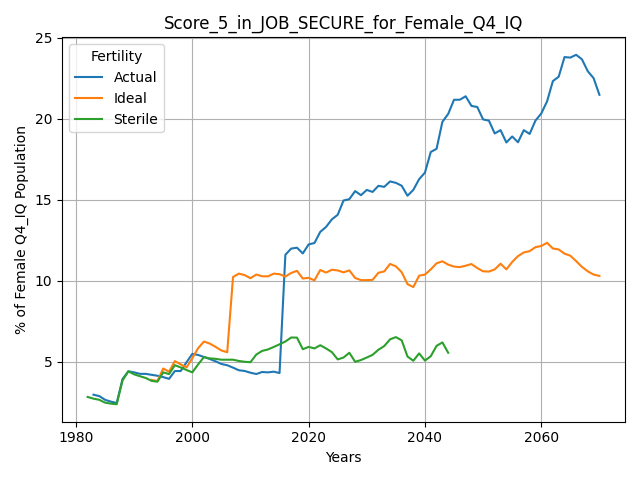 Score_5_in_JOB_SECURE_for_Female_Q4_IQ
% of Female Q4_IQ Population
25
20
15
10
5
Fertility
Actual
Ideal
Sterile
1980 2000 2020 2040 2060
Years